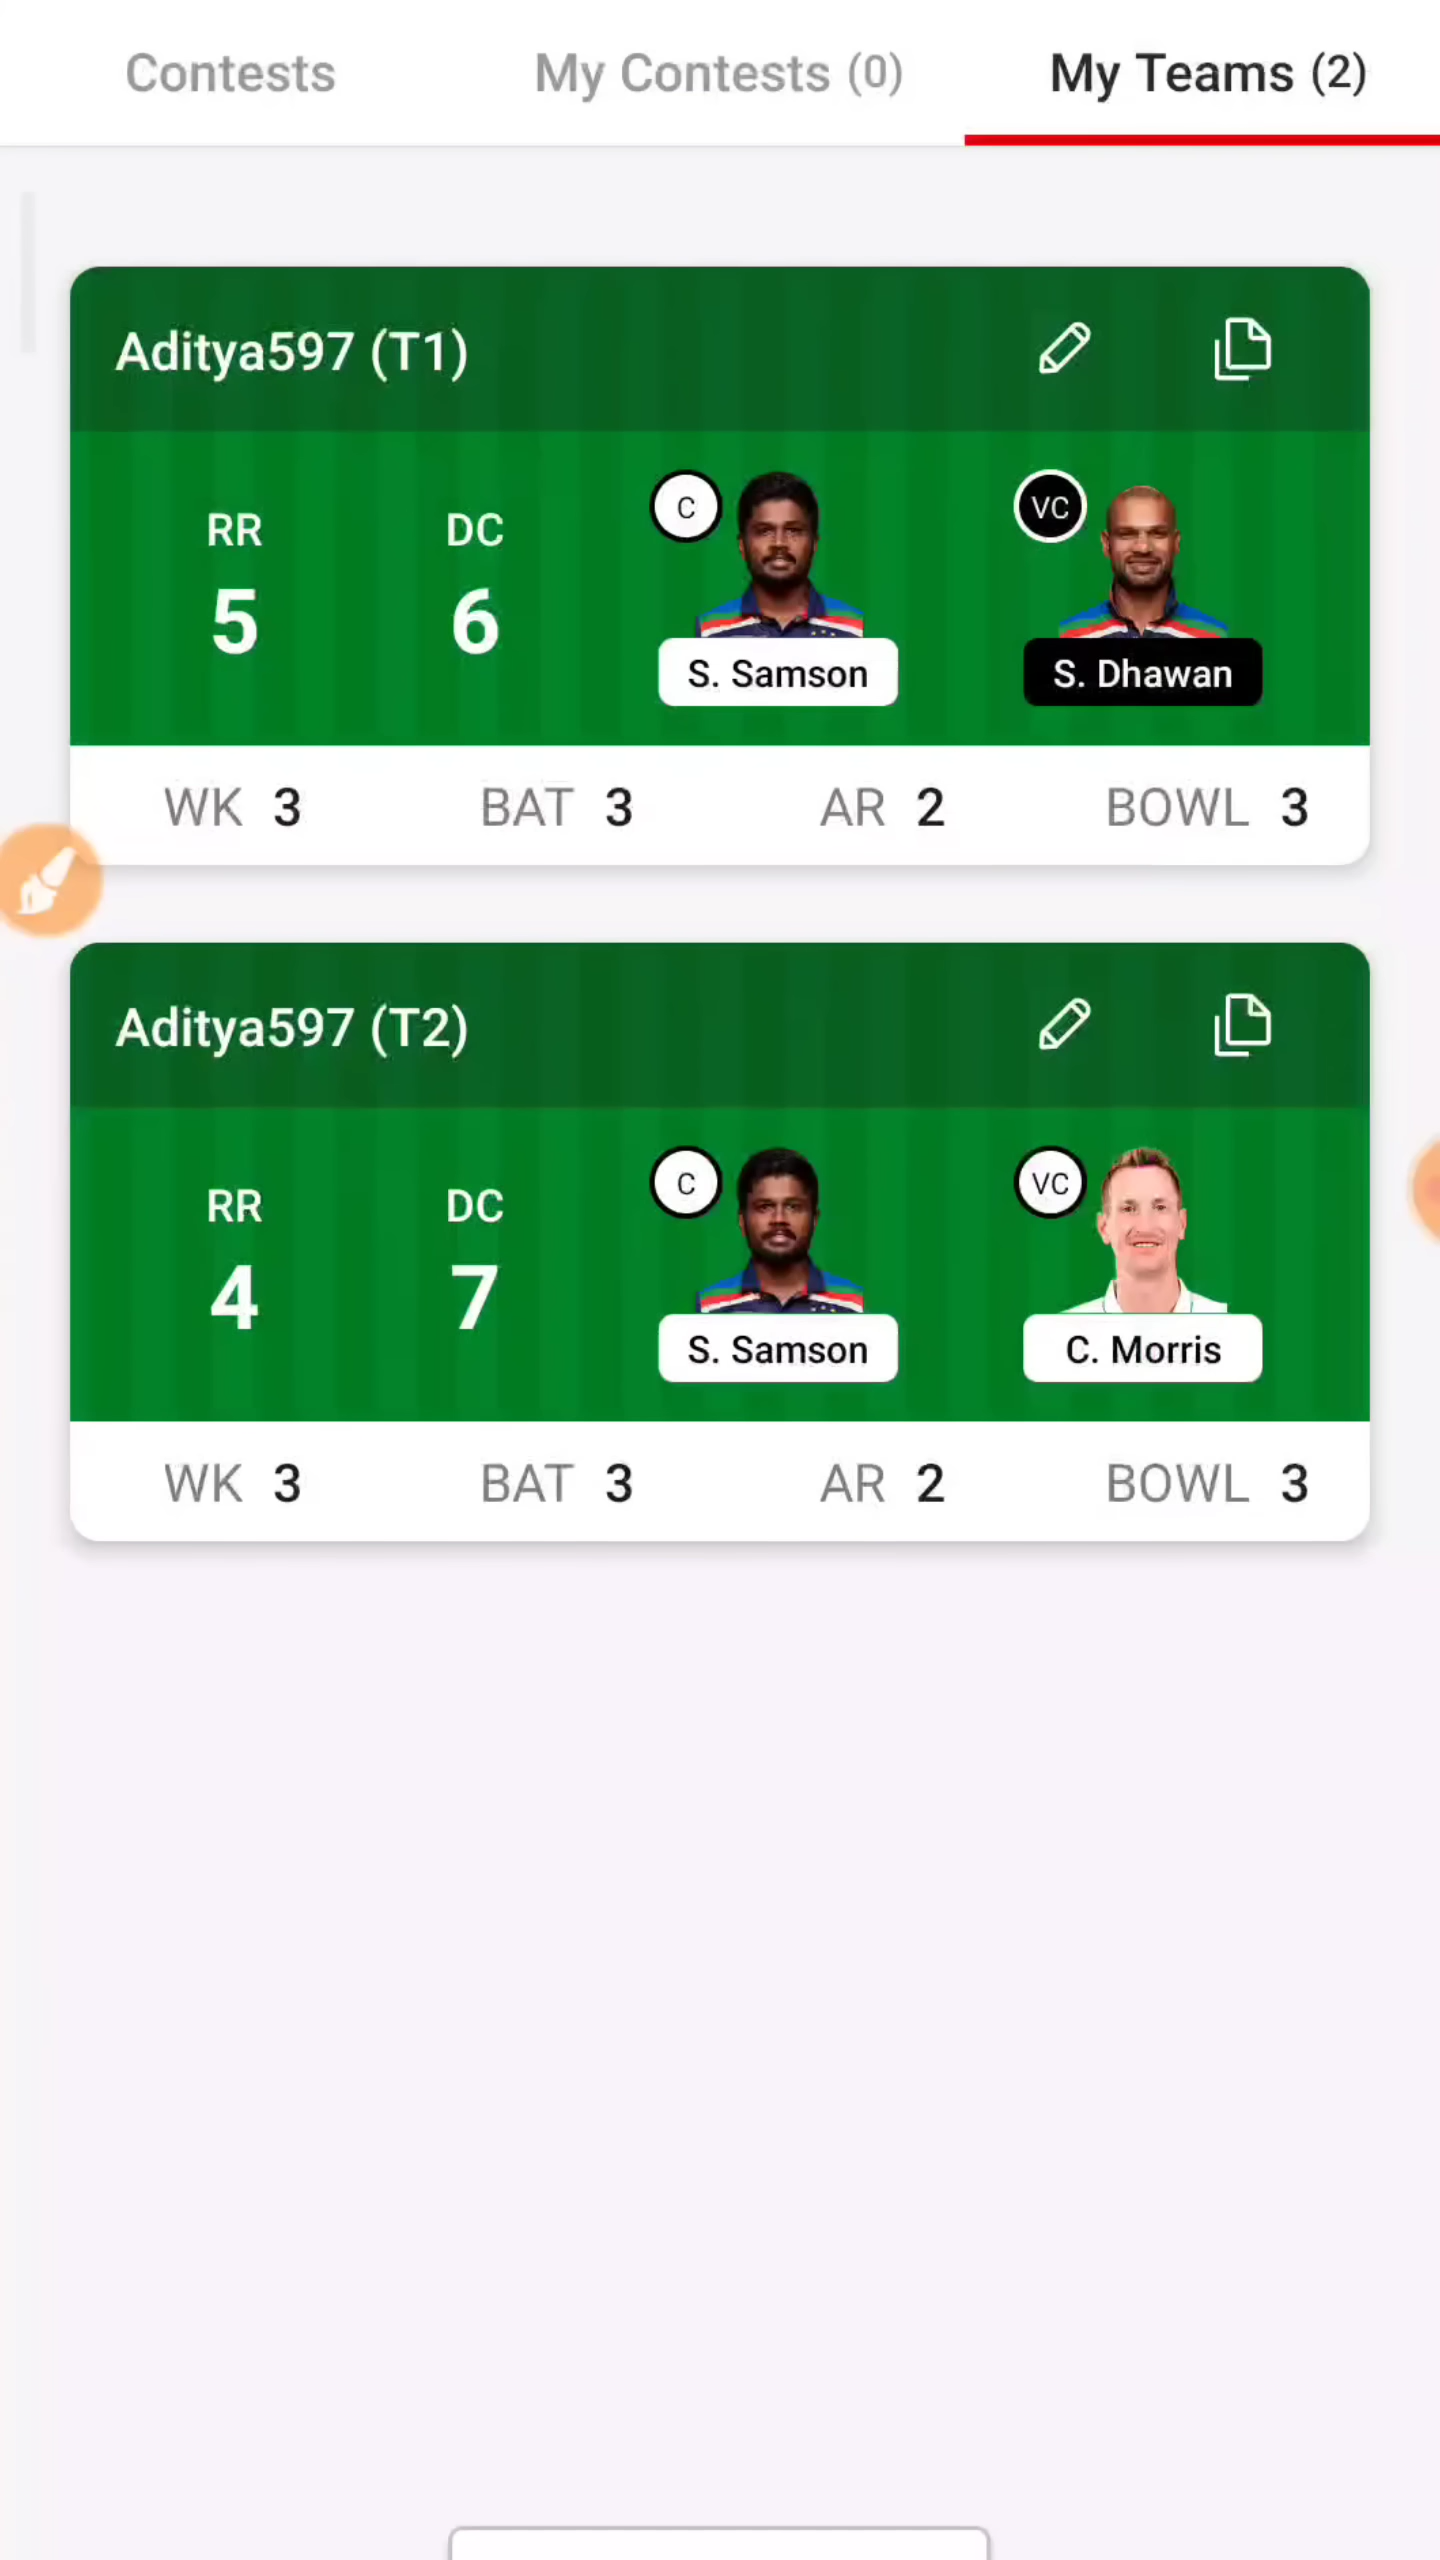 Contests My Contests (0) My Teams (2)
Aditya597 (T1)
RR DC C VC
5 6
S. Samson S. Dhawan
WK 3 BAT 3 AR 2 BOWL 3
Aditya597 (T2)
RR DC C VC
4 7
S. Samson C. Morris
WK 3 BAT 3 AR 2 BOWL 3